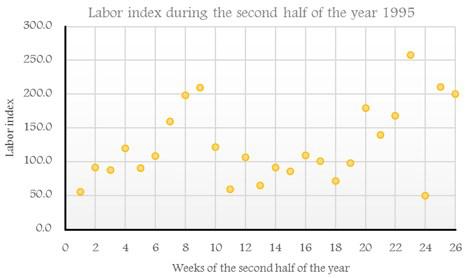 Labor index during the second half of the year 1995
300.0
250.0
200.0
150.0
100.0
50.0
0.0
Labor index
0 2 4 6 8 10 12 14 16 18 20 22 24 26
Weeks of the second half of the year